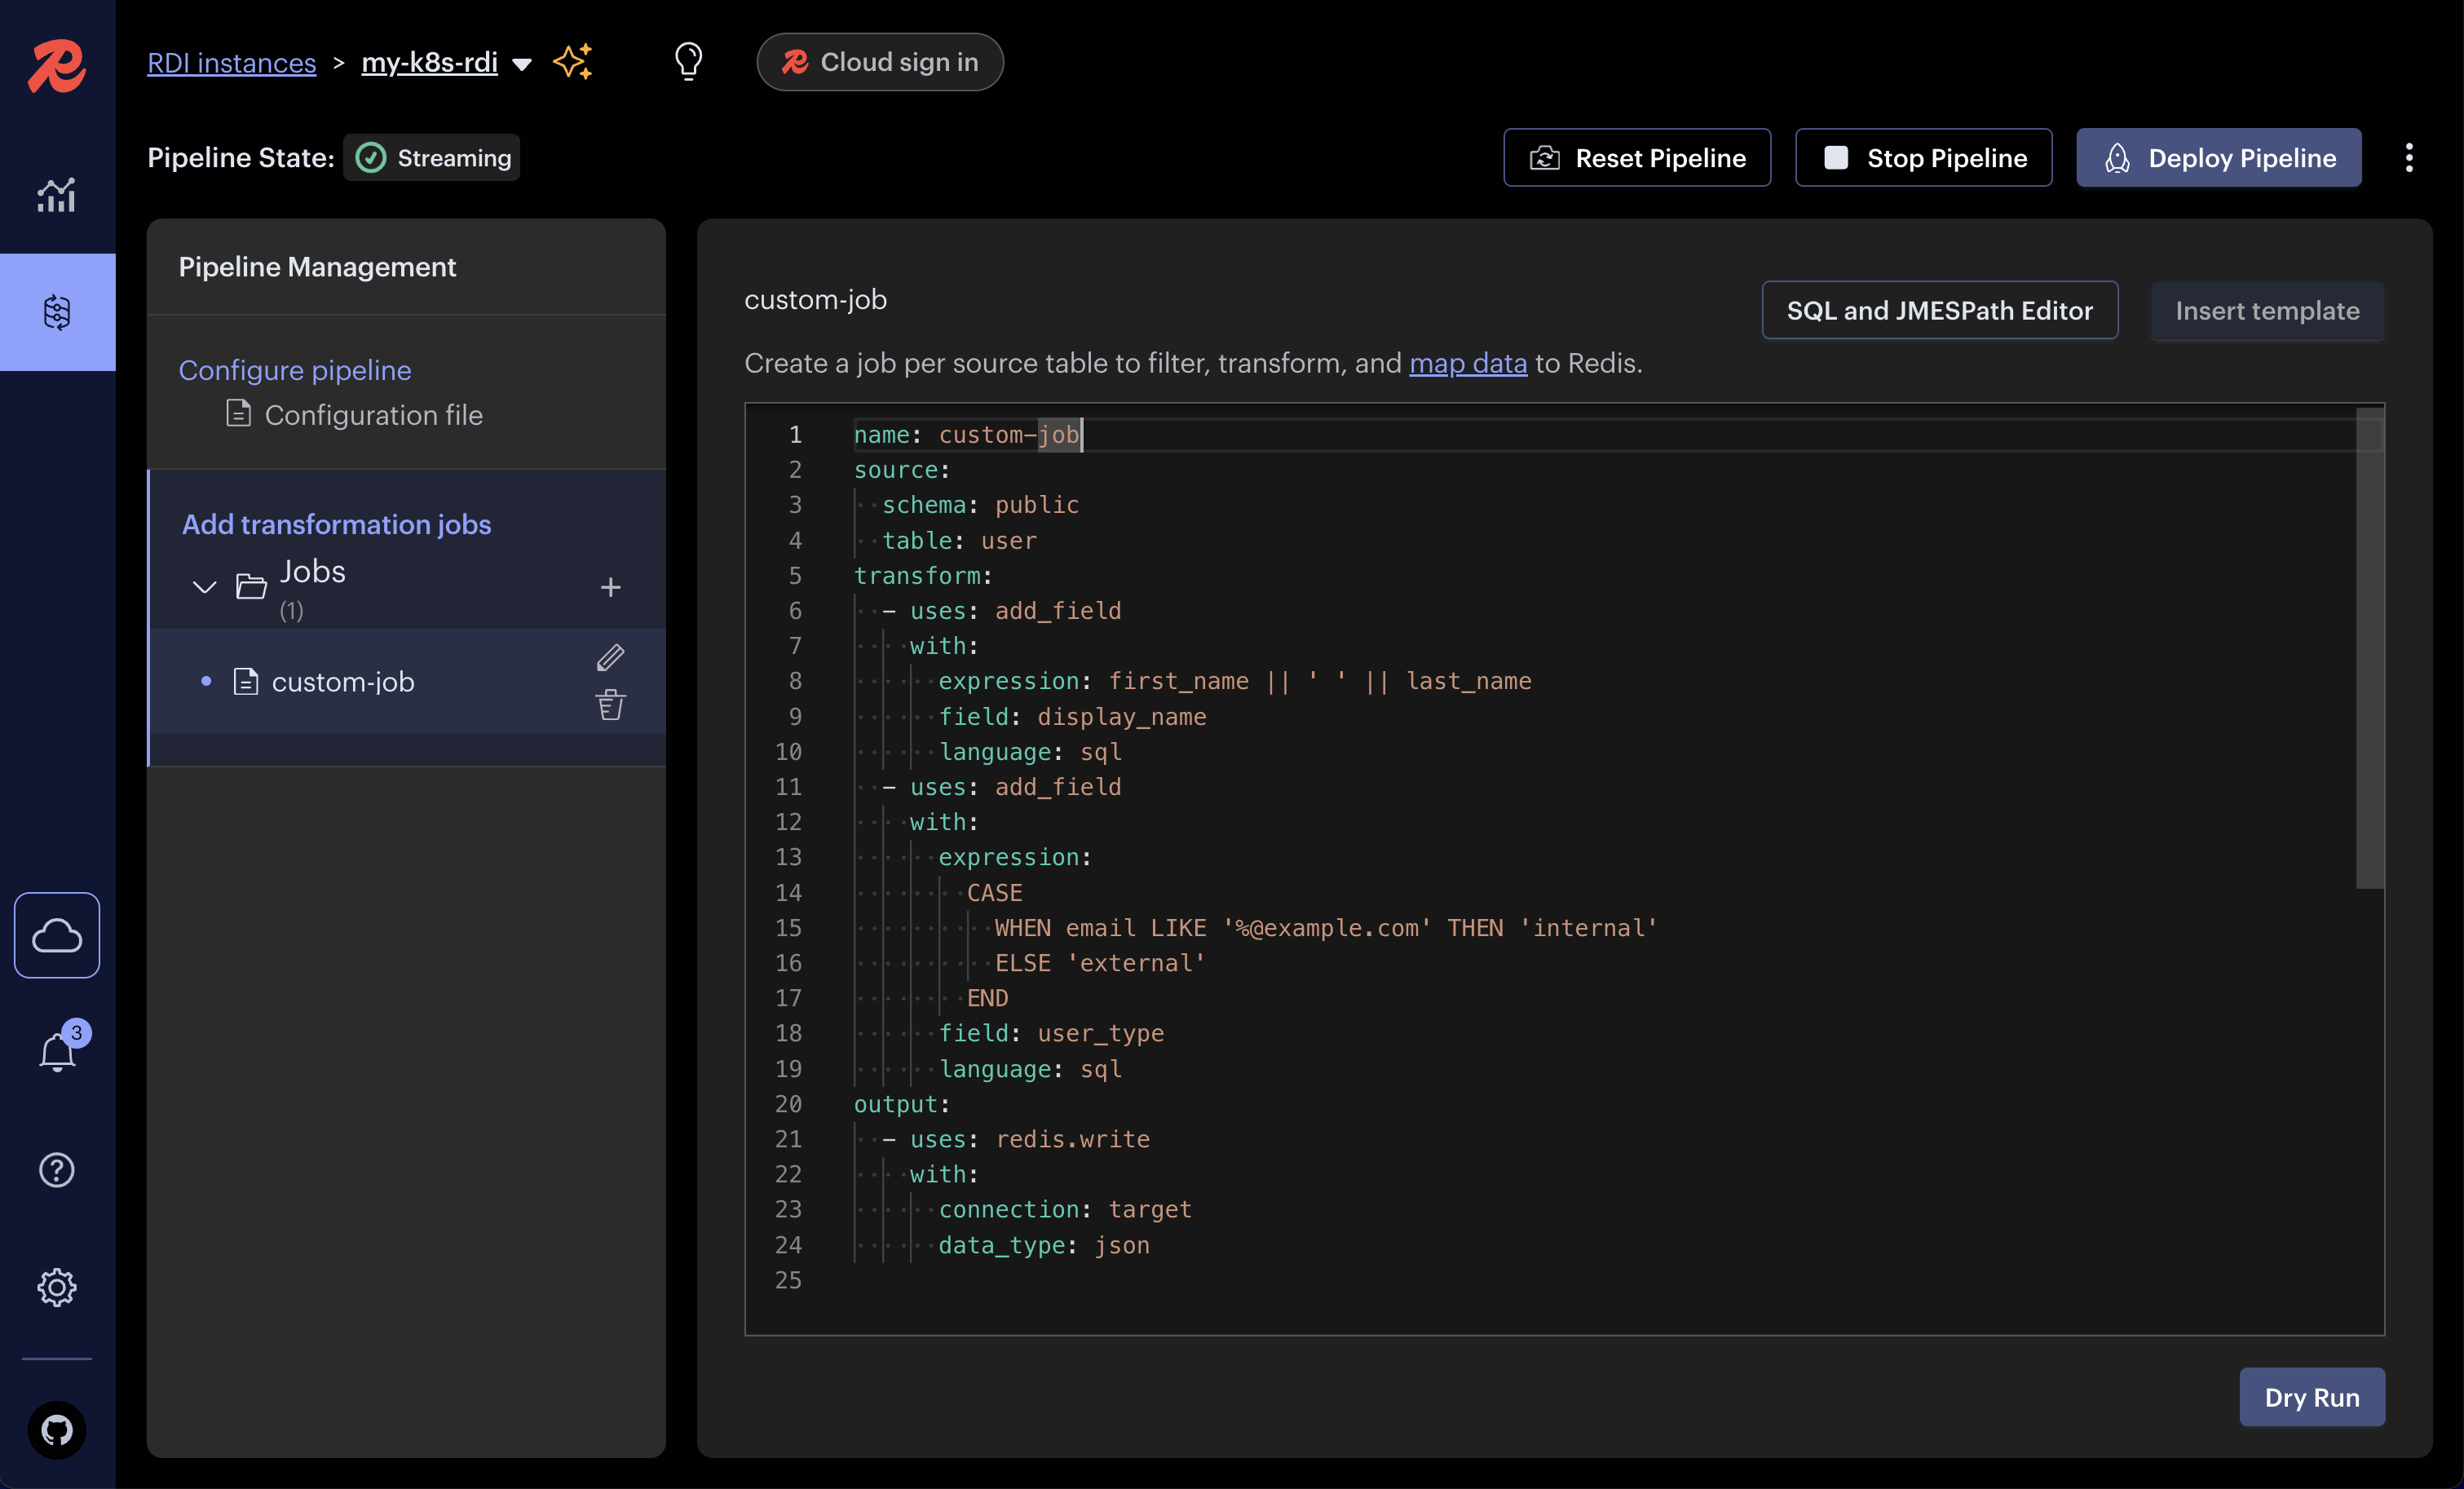 RDI instances > my-k8s-rdi
Cloud sign in
Pipeline State: Streaming
Reset Pipeline
Stop Pipeline
Deploy Pipeline
Pipeline Management
Configure pipeline
Configuration file
Add transformation jobs
Jobs
(1)
custom-job
3
custom-job
SQL and JMESPath Editor
Insert template
Create a job per source table to filter, transform, and map data to Redis.
1 name: custom-job
2 source:
3   schema: public
4   table: user
5 transform:
6   - uses: add_field
7     with:
8       expression: first_name || ' ' || last_name
9       field: display_name
10       language: sql
11   - uses: add_field
12     with:
13       expression:
14         CASE
15           WHEN email LIKE '%@example.com' THEN 'internal'
16           ELSE 'external'
17         END
18       field: user_type
19       language: sql
20 output:
21   - uses: redis.write
22     with:
23       connection: target
24       data_type: json
25
Dry Run